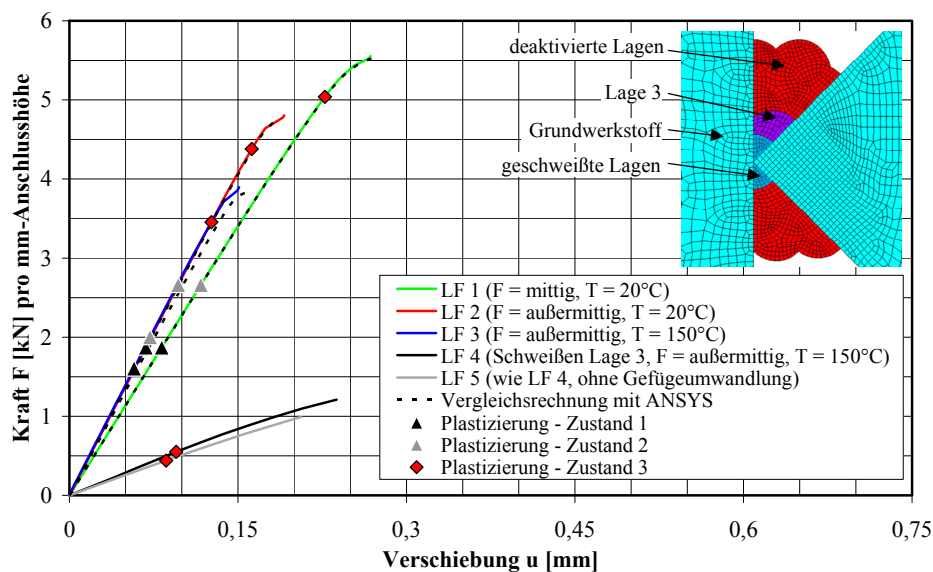 Kraft F [kN] pro mm-Anschlusshöhe
6
5
4
3
2
1
0
0
0,15
0,3
0,45
0,6
0,75
Verschiebung u [mm]
deaktivierte Lagen
Lage 3
Grundwerkstoff
geschweißte Lagen
LF 1 (F = mittig, T = 20°C)
LF 2 (F = außermittig, T = 20°C)
LF 3 (F = außermittig, T = 150°C)
LF 4 (Schweißen Lage 3, F = außermittig, T = 150°C)
LF 5 (wie LF 4, ohne Gefügeumwandlung)
Vergleichsrechnung mit ANSYS
Plastizierung - Zustand 1
Plastizierung - Zustand 2
Plastizierung - Zustand 3